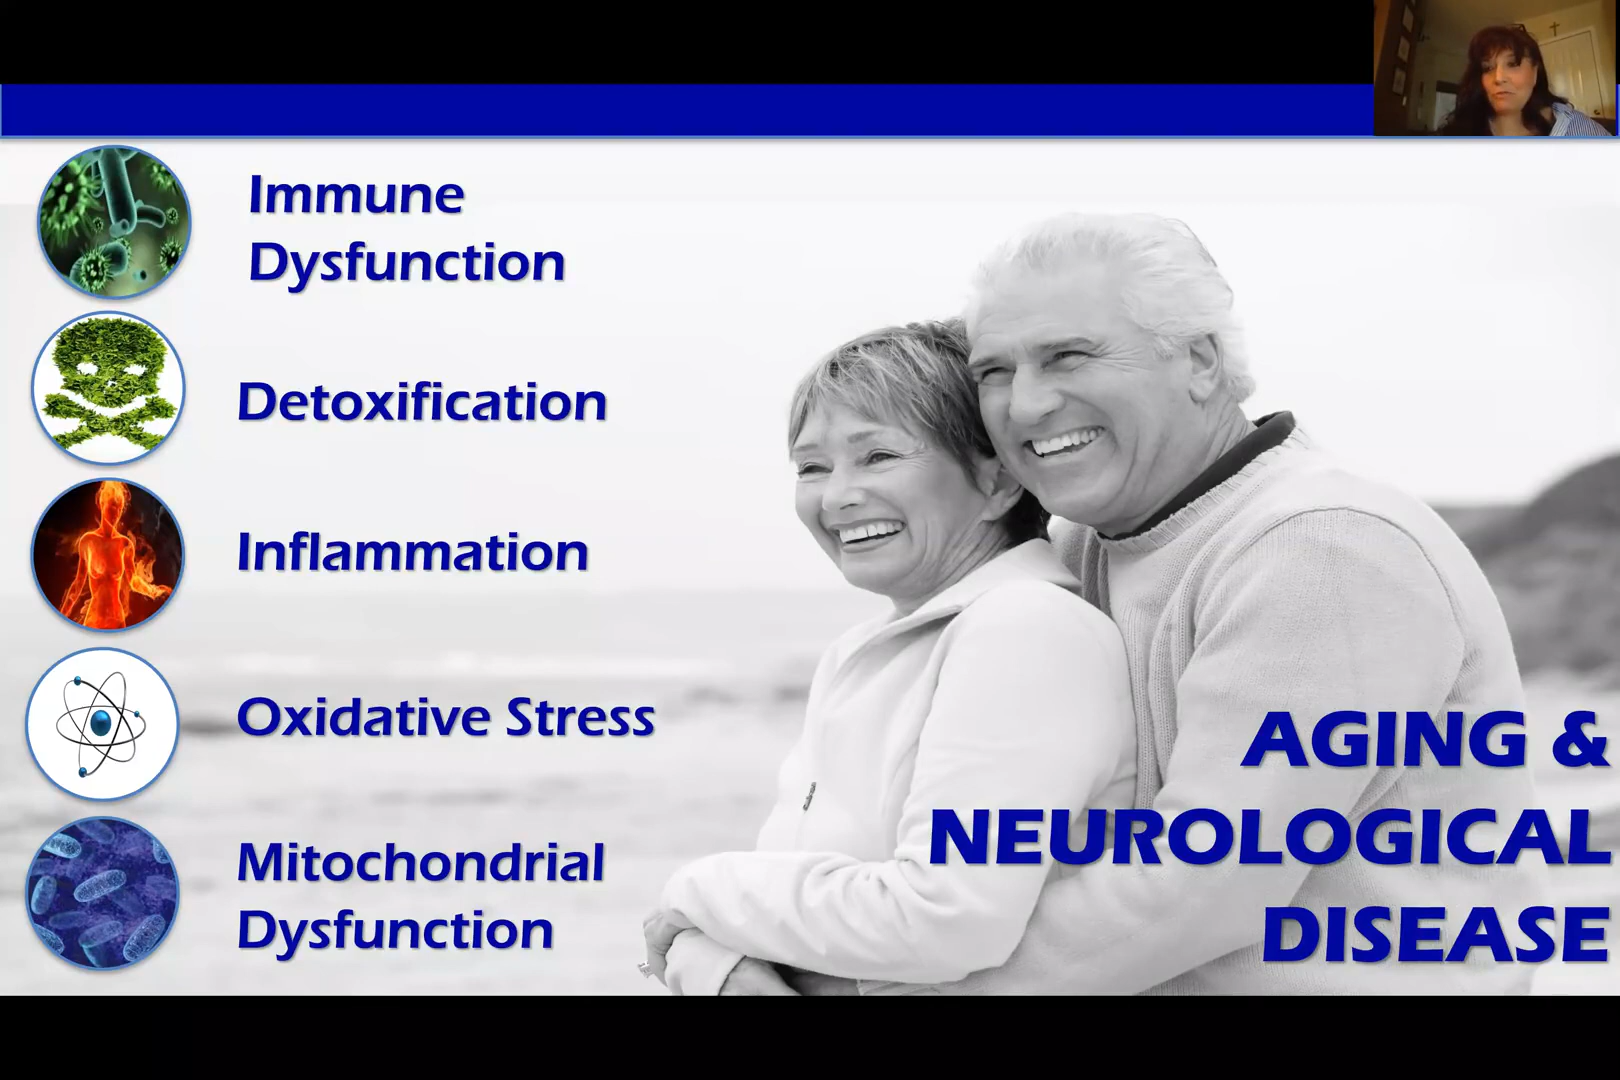 Immune
Dysfunction
Detoxification
Inflammation
Oxidative Stress
Mitochondrial
Dysfunction
AGING &
NEUROLOGICAL
DISEASE